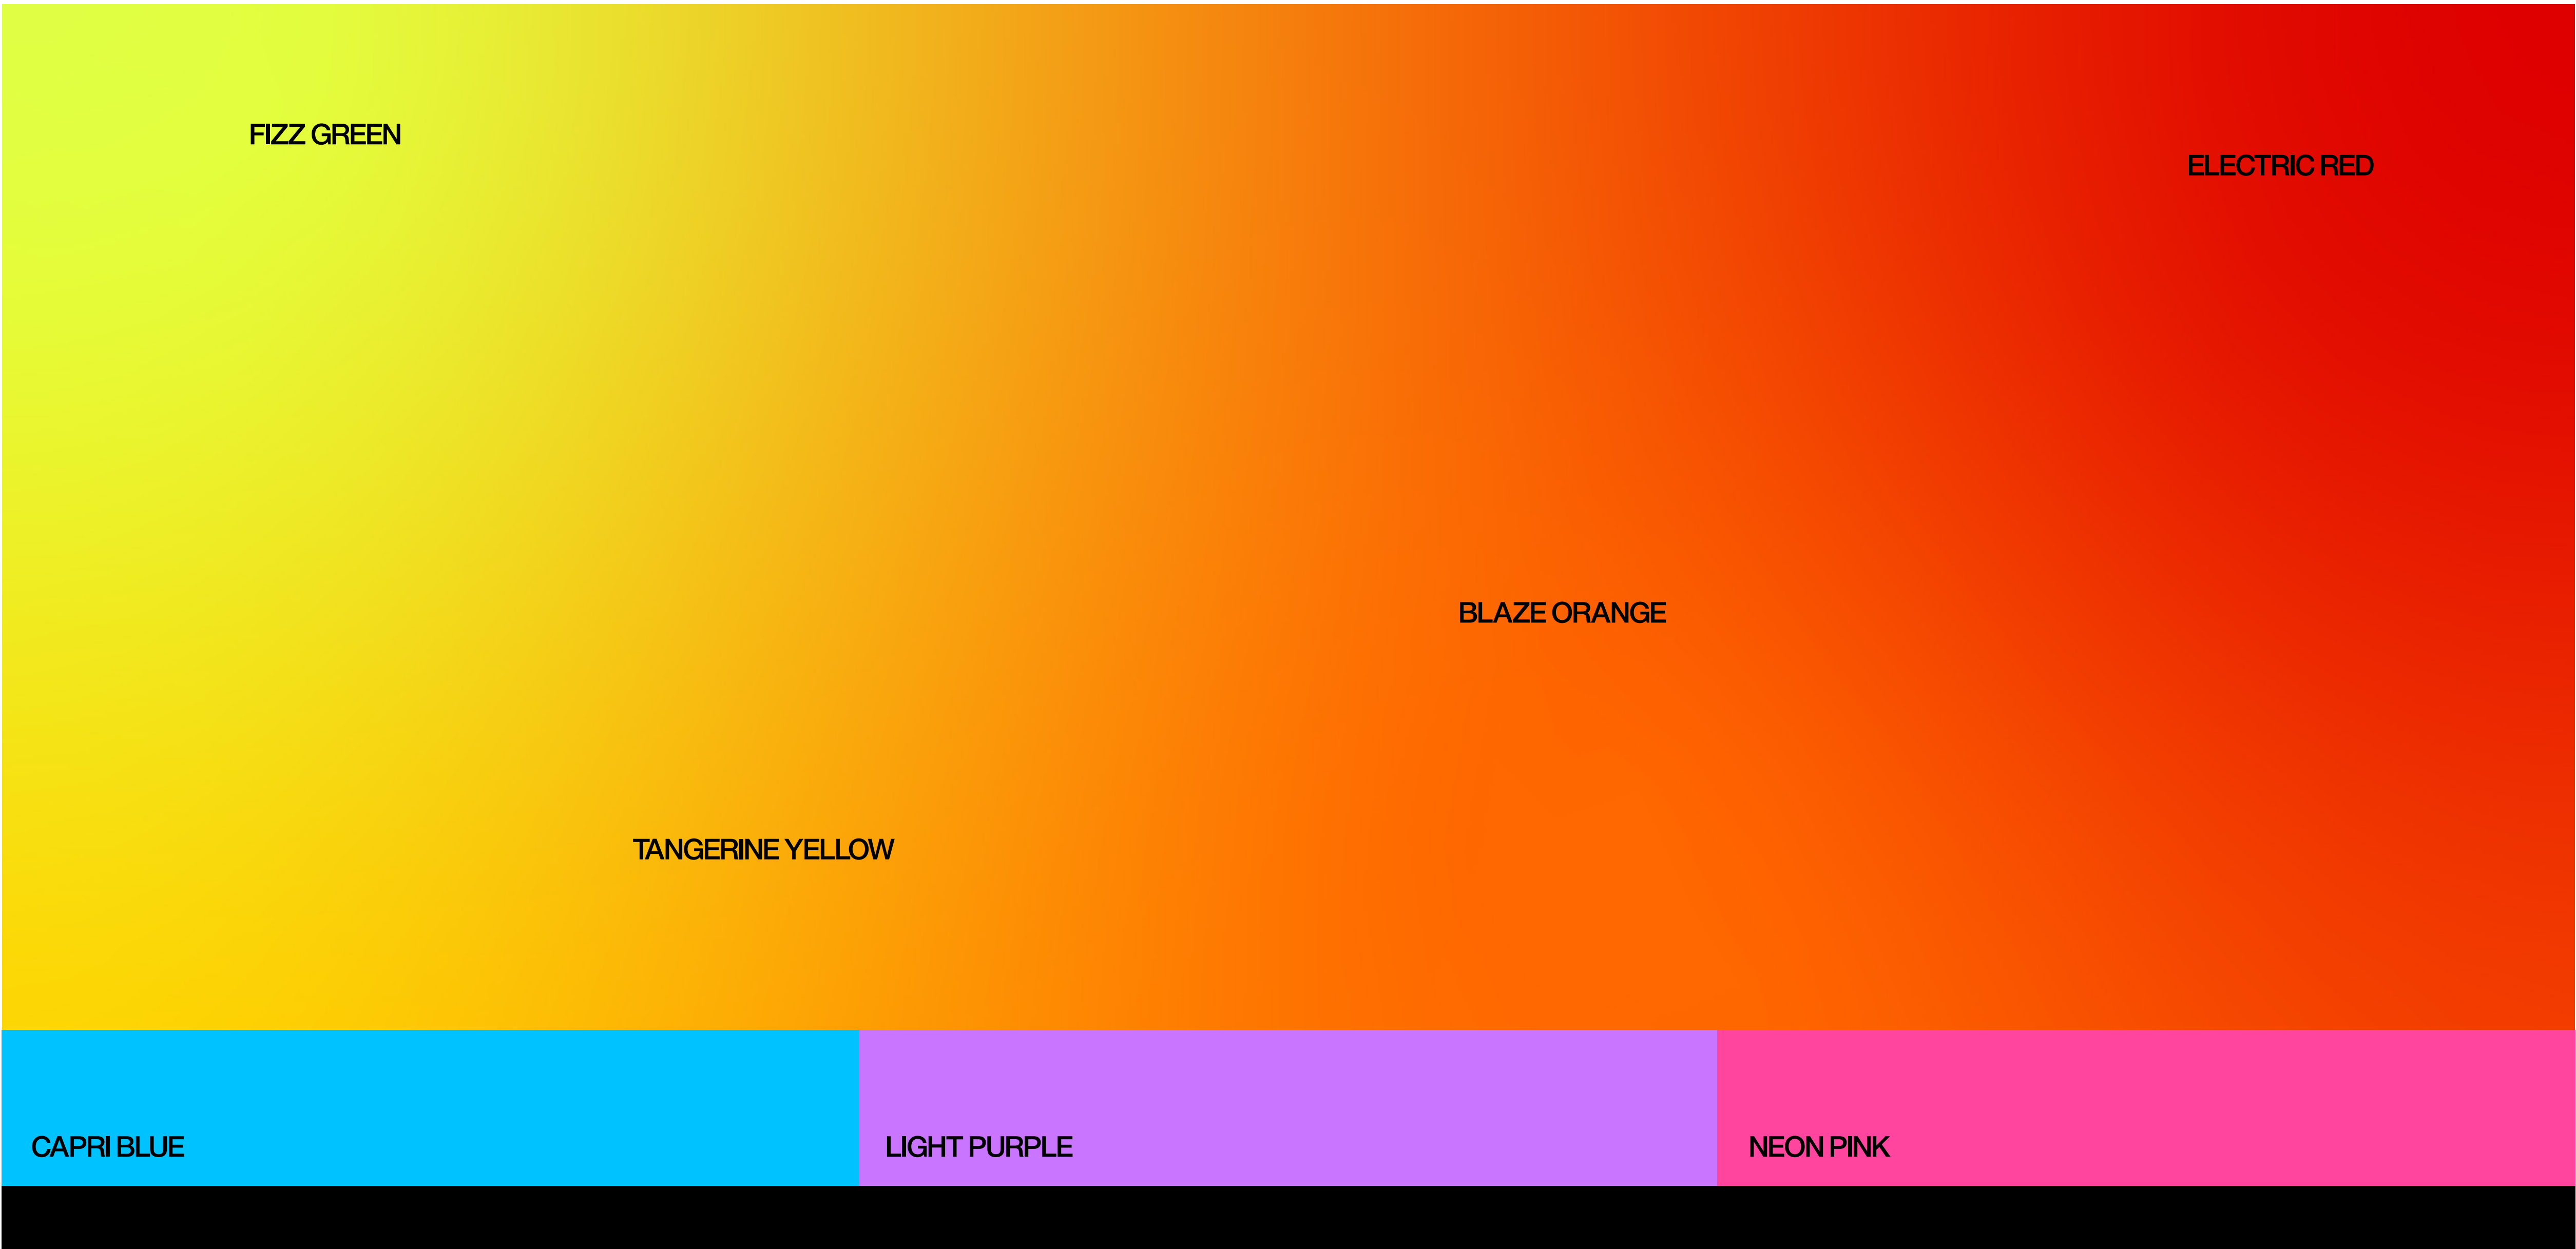 FIZZ GREEN
ELECTRIC RED
BLAZE ORANGE
TANGERINE YELLOW
CAPRI BLUE
LIGHT PURPLE
NEON PINK